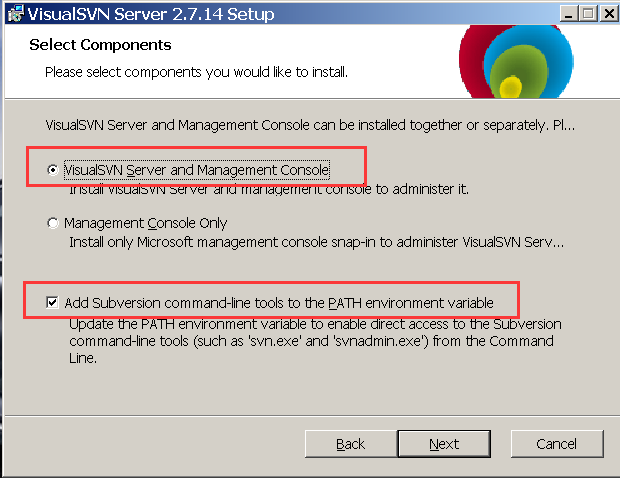 VisualSVN Server 2.7.14 Setup
Select Components
Please select components you would like to install.
VisualSVN Server and Management Console can be installed together or separately. Pl...
VisualSVN Server and Management Console
Install VisualSVN Server and management console to administer it.
Management Console Only
Install only Microsoft management console snap-in to administer VisualSVN Serv...
Add Subversion command-line tools to the PATH environment variable
Update the PATH environment variable to enable direct access to the Subversion
command-line tools (such as 'svn.exe' and 'svnadmin.exe') from the Command
Line.
Back
Next
Cancel